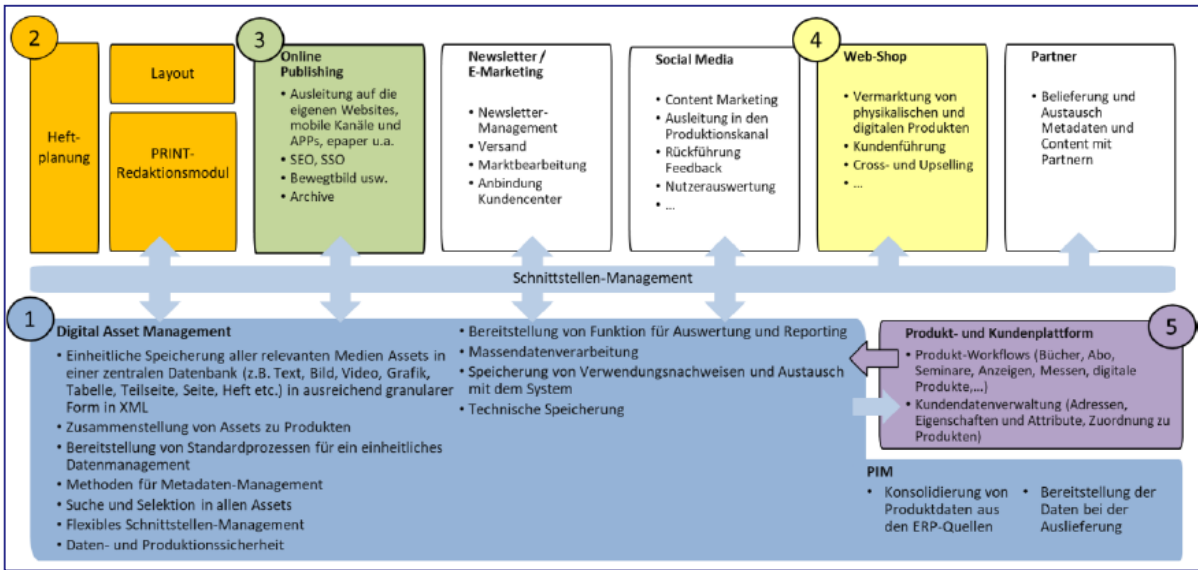 2
Heft-
planung
Layout
PRINT-
Redaktionsmodul
3
Online
Publishing
• Ausleitung auf die
eigenen Websites,
mobile Kanäle und
APPs, epaper u.a.
• SEO, SSO
• Bewegtbild usw.
• Archive
Newsletter /
E-Marketing
• Newsletter-
Management
• Versand
• Marktbearbeitung
• Anbindung
Kundencenter
Social Media
• Content Marketing
• Ausleitung in den
Produktionskanal
• Rückführung
Feedback
• Nutzerauswertung
• ...
4
Web-Shop
• Vermarktung von
physikalischen und
digitalen Produkten
• Kundenführung
• Cross- und Upselling
• ...
Partner
• Belieferung und
Austausch
Metadaten und
Content mit
Partnern
Schnittstellen-Management
1
Digital Asset Management
• Einheitliche Speicherung aller relevanten Medien Assets in
einer zentralen Datenbank (z.B. Text, Bild, Video, Grafik,
Tabelle, Teilseite, Seite, Heft etc.) in ausreichend granularer
Form in XML
• Zusammenstellung von Assets zu Produkten
• Bereitstellung von Standardprozessen für ein einheitliches
Datenmanagement
• Methoden für Metadaten-Management
• Suche und Selektion in allen Assets
• Flexibles Schnittstellen-Management
• Daten- und Produktionssicherheit
• Bereitstellung von Funktion für Auswertung und Reporting
• Massendatenverarbeitung
• Speicherung von Verwendungsnachweisen und Austausch
mit dem System
• Technische Speicherung
5
Produkt- und Kundenplattform
• Produkt-Workflows (Bücher, Abo,
Seminare, Anzeigen, Messen, digitale
Produkte,...)
• Kundendatenverwaltung (Adressen,
Eigenschaften und Attribute, Zuordnung zu
Produkten)
PIM
• Konsolidierung von
Produktdaten aus
den ERP-Quellen
• Bereitstellung der
Daten bei der
Auslieferung